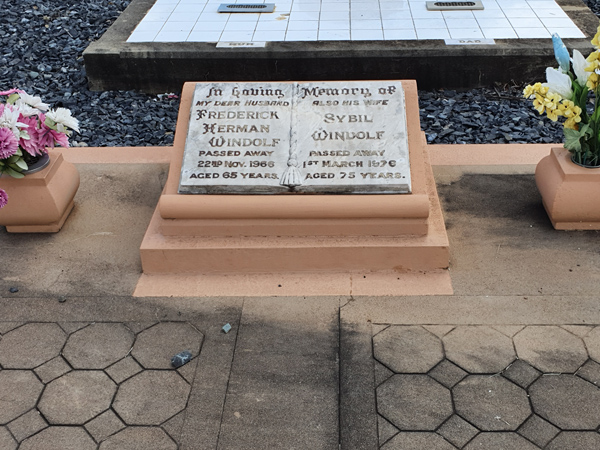 In Loving Memory of
MY DEAR HUSBAND
FREDERICK
HERMAN
WINDOLF
PASSED AWAY
22ND NOV. 1966
AGED 65 YEARS.
ALSO HIS WIFE
SYBIL
WINDOLF
PASSED AWAY
1ST MARCH 1976
AGED 75 YEARS.